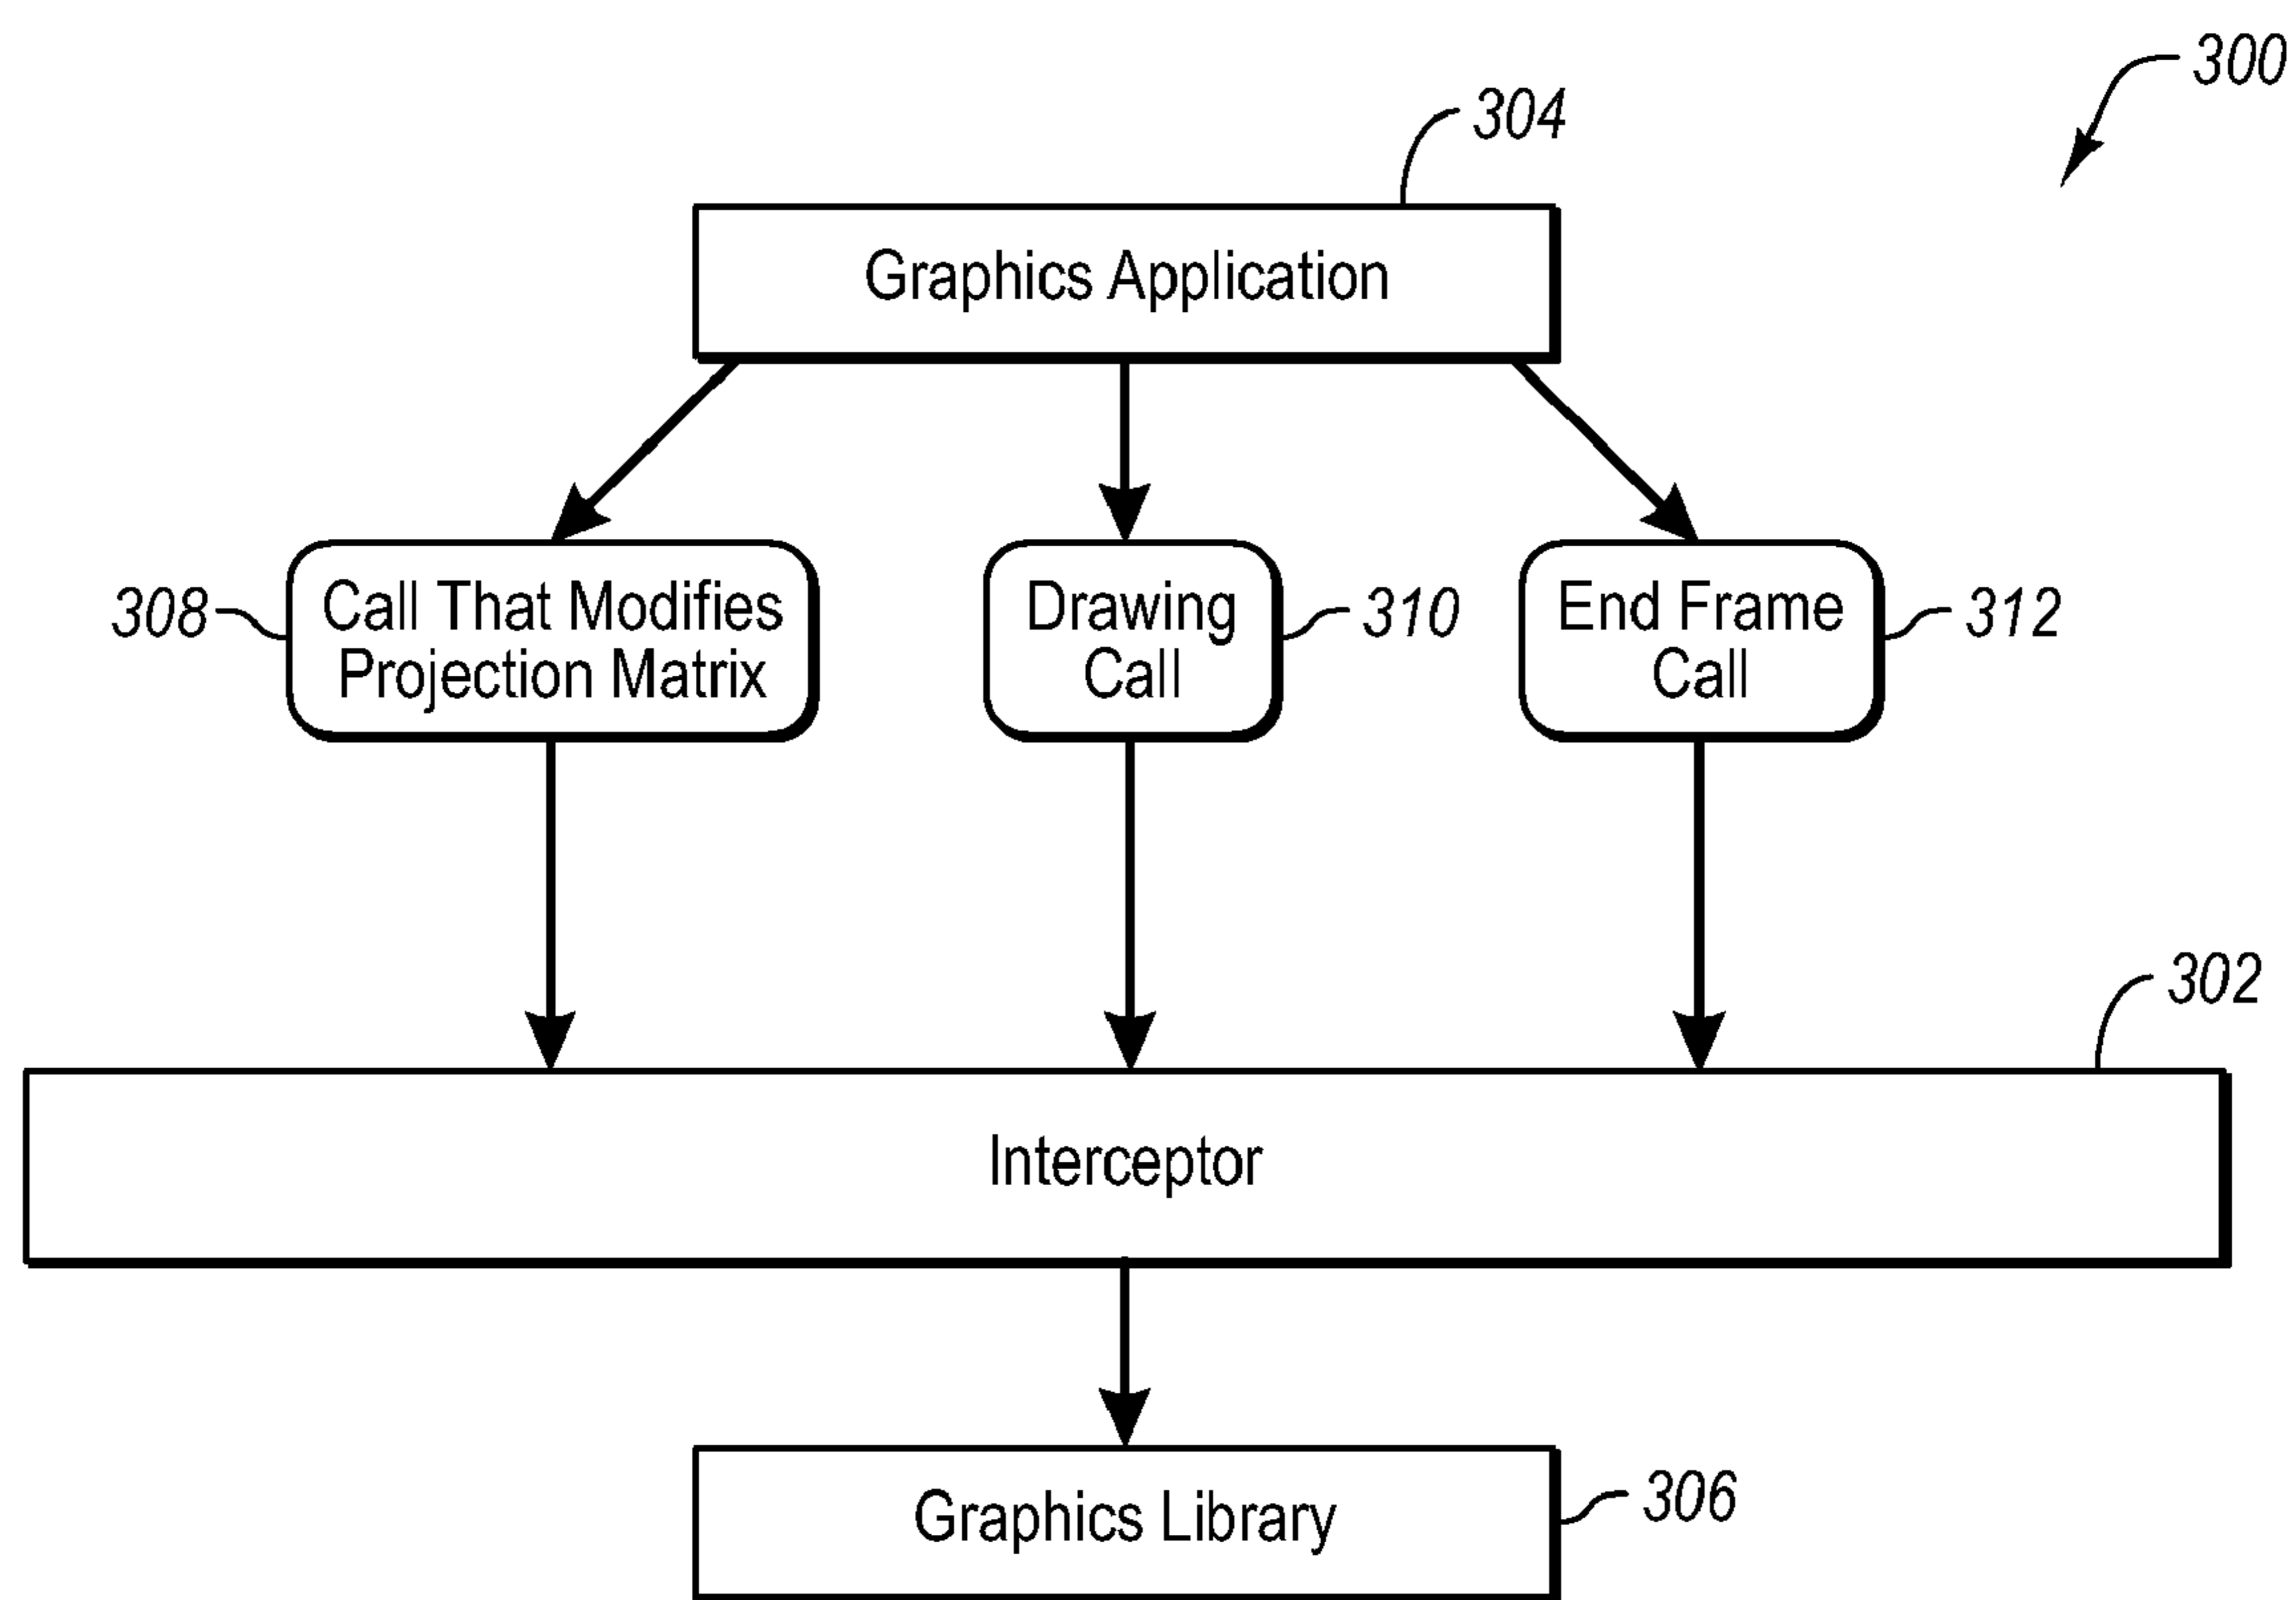 300
304
Graphics Application
308
Call That Modifies
Projection Matrix
Drawing
Call
310
End Frame
Call
312
302
Interceptor
Graphics Library
306